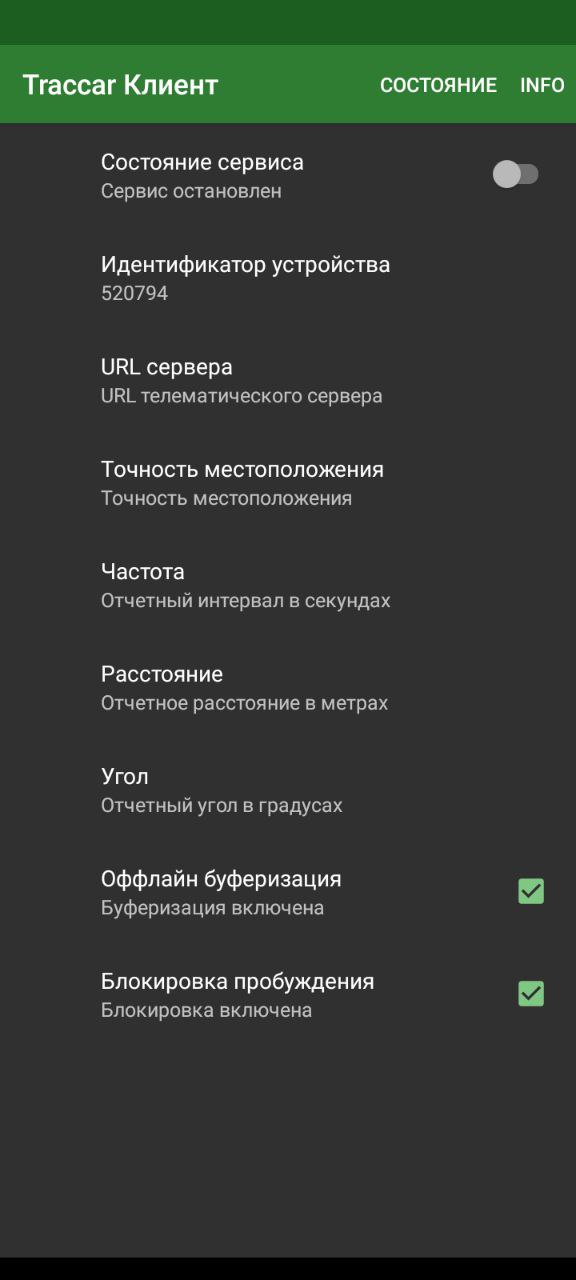 Traccar Клиент
СОСТОЯНИЕ
INFO
Состояние сервиса
Сервис остановлен
Идентификатор устройства
520794
URL сервера
URL телематического сервера
Точность местоположения
Точность местоположения
Частота
Отчетный интервал в секундах
Расстояние
Отчетное расстояние в метрах
Угол
Отчетный угол в градусах
Оффлайн буферизация
Буферизация включена
Блокировка пробуждения
Блокировка включена